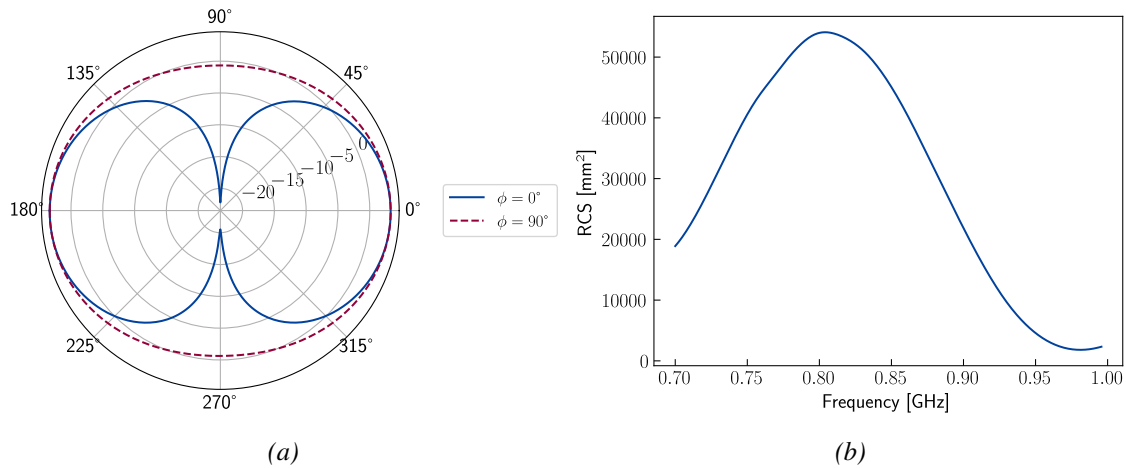 90°
135°
45°
0
−5
−10
−15
−20
180°
0°
225°
315°
270°
ϕ = 0°
ϕ = 90°
(a)
RCS [mm²]
50000
40000
30000
20000
10000
0
0.70 0.75 0.80 0.85 0.90 0.95 1.00
Frequency [GHz]
(b)